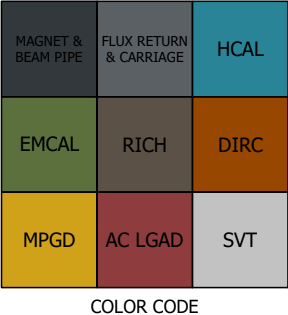 MAGNET &
BEAM PIPE
FLUX RETURN
& CARRIAGE
HCAL
EMCAL
RICH
DIRC
MPGD
AC LGAD
SVT
COLOR CODE